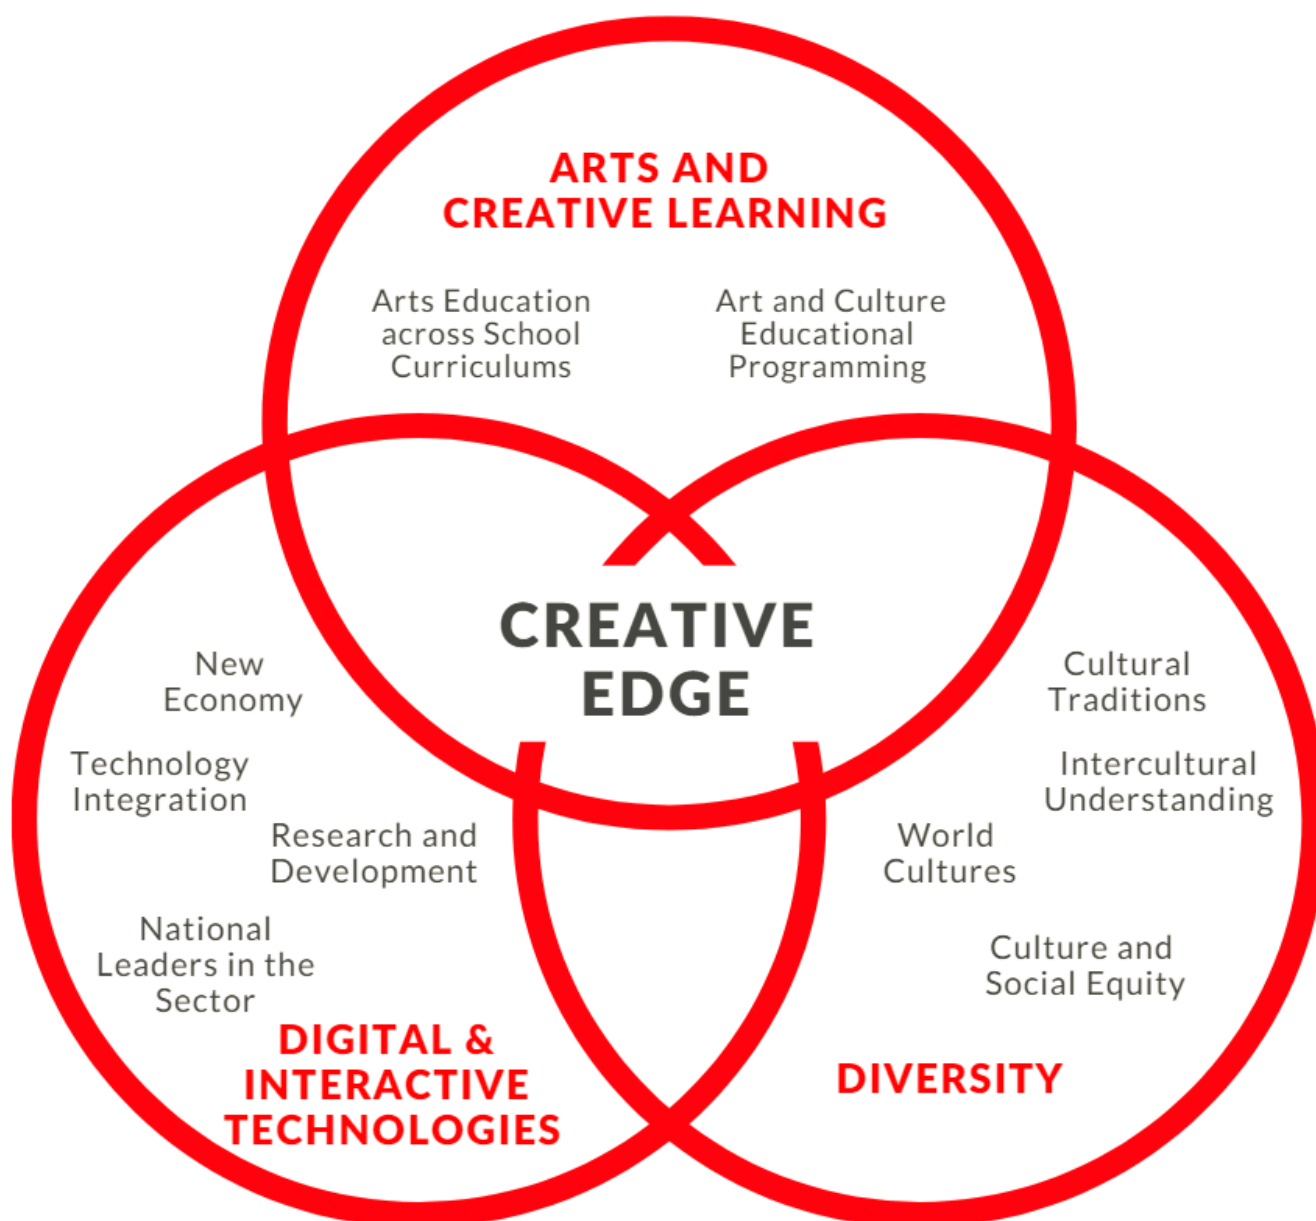 ARTS AND
CREATIVE LEARNING
Arts Education
across School
Curriculums
Art and Culture
Educational
Programming
CREATIVE
EDGE
New
Economy
Technology
Integration
Research and
Development
National
Leaders in the
Sector
DIGITAL &
INTERACTIVE
TECHNOLOGIES
Cultural
Traditions
Intercultural
Understanding
World
Cultures
Culture and
Social Equity
DIVERSITY